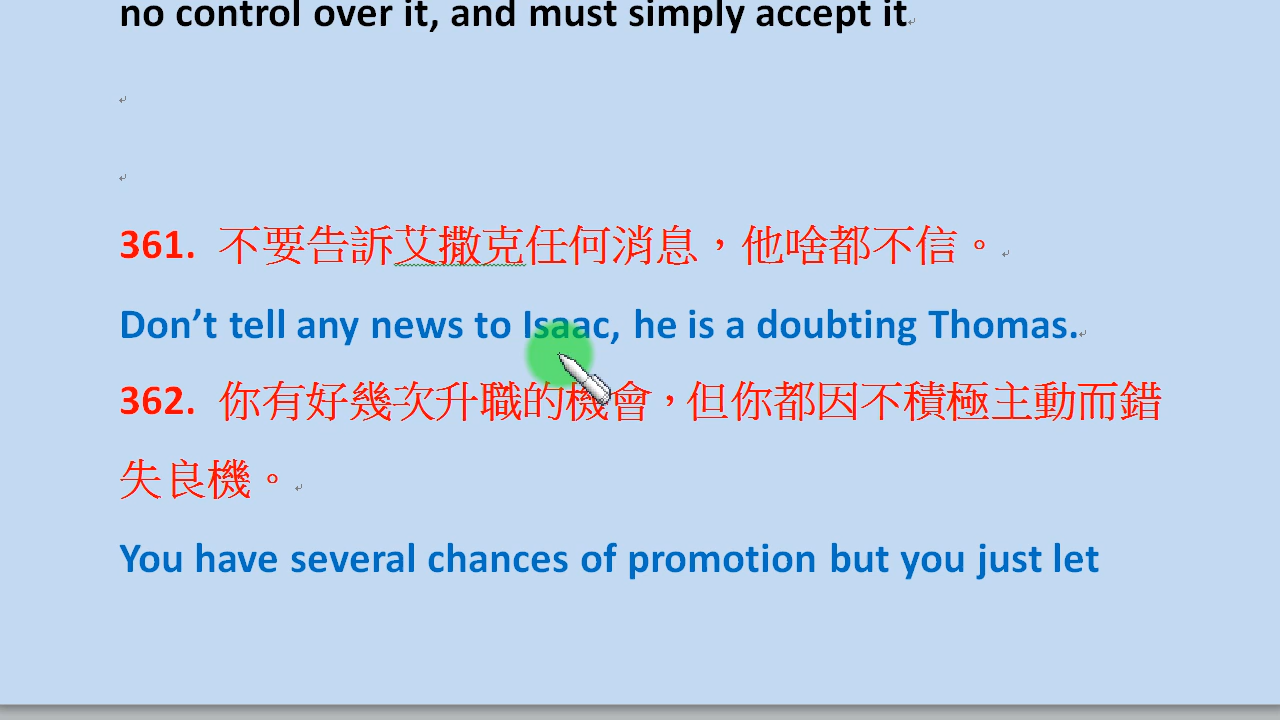 no control over it, and must simply accept it
361. 不要告訴艾撒克任何消息，他啥都不信。
Don’t tell any news to Isaac, he is a doubting Thomas.
362. 你有好幾次升職的機會，但你都因不積極主動而錯
失良機。
You have several chances of promotion but you just let